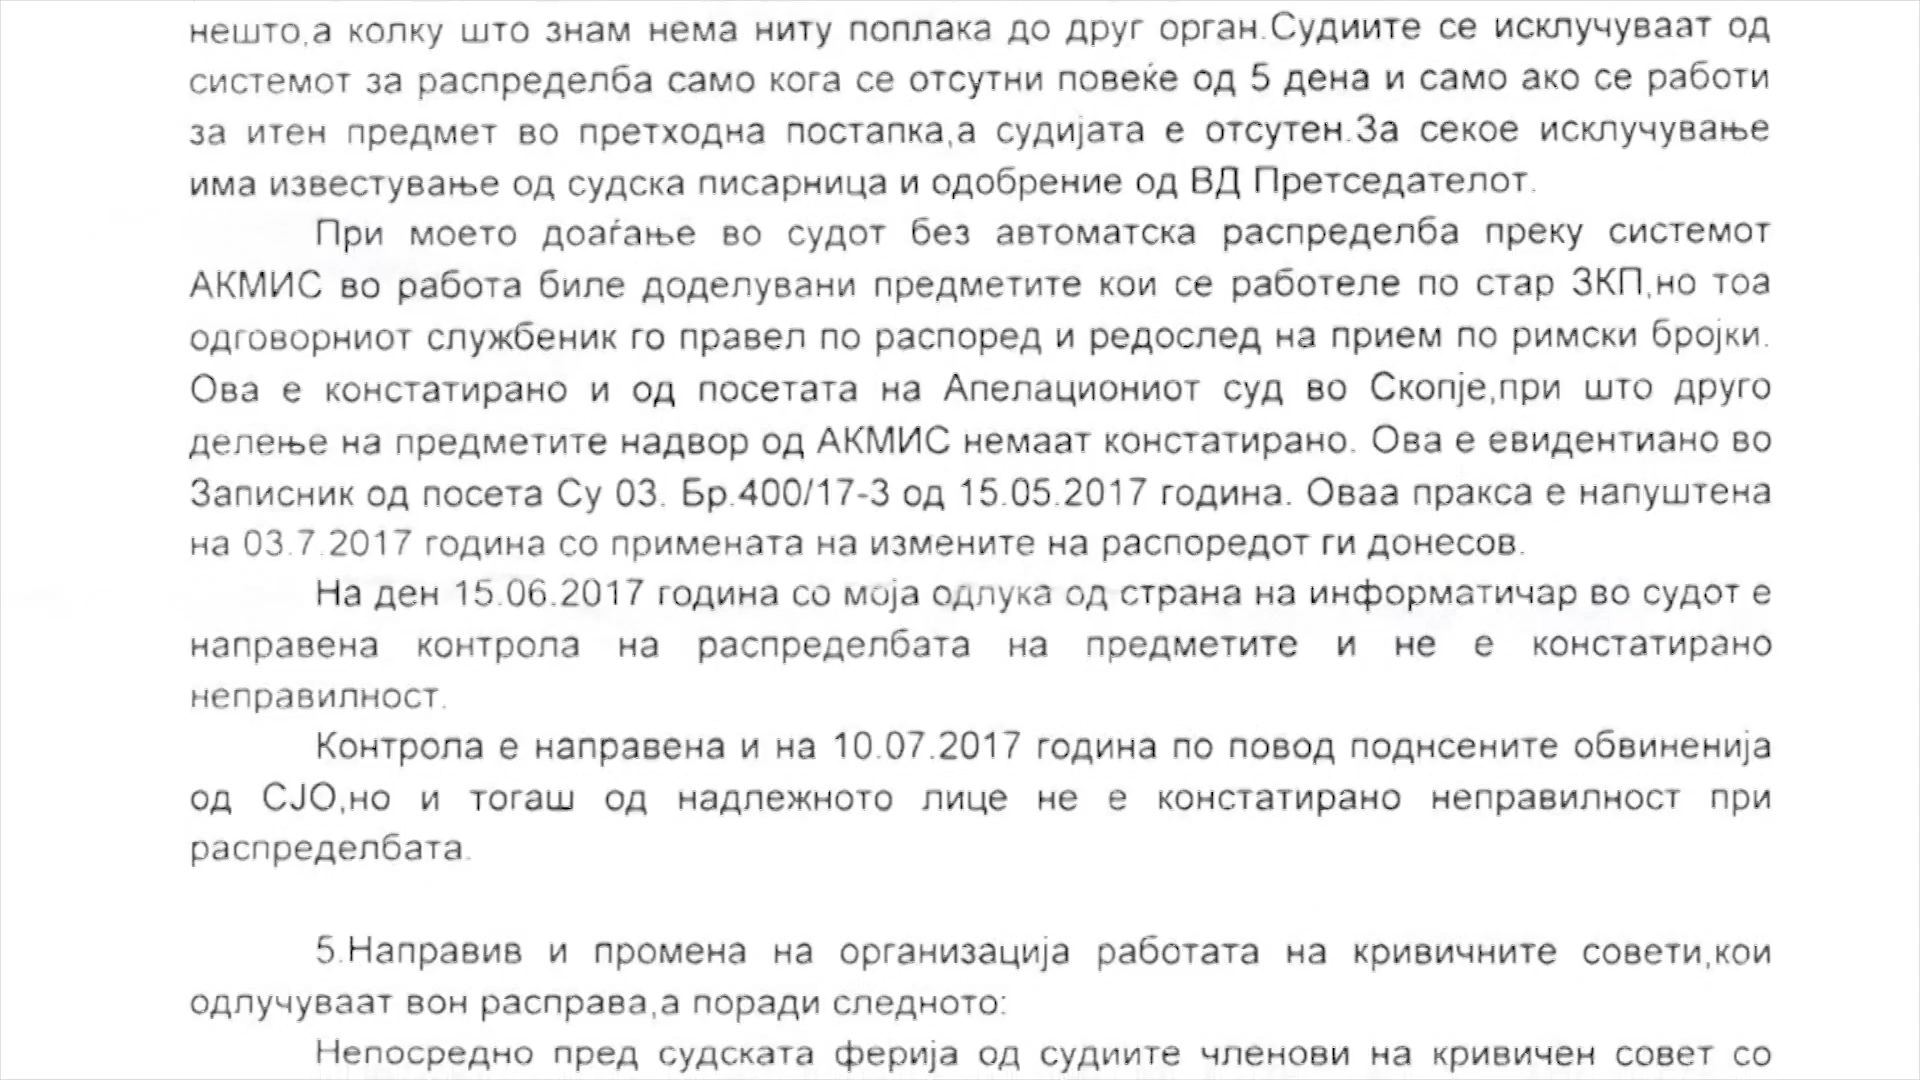 нешто,а колку што знам нема ниту поплака до друг орган.Судиите се исклучуваат од
системот за распределба само кога се отсутни повеќе од 5 дена и само ако се работи
за итен предмет во претходна постапка,а судијата е отсутен.За секое исклучување
има известување од судска писарница и одобрение од ВД Претседателот.
При моето доаѓање во судот без автоматска распределба преку системот
АКМИС во работа биле доделувани предметите кои се работеле по стар ЗКП,но тоа
одговорниот службеник го правел по распоред и редослед на прием по римски бројки.
Ова е констатирано и од посетата на Апелациониот суд во Скопје,при што друго
делење на предметите надвор од АКМИС немаат констатирано. Ова е евидентиано во
Записник од посета Су 03. Бр.400/17-3 од 15.05.2017 година. Оваа пракса е напуштена
на 03.7.2017 година со примената на измените на распоредот ги донесов.
На ден 15.06.2017 година со моја одлука од страна на информатичар во судот е
направена контрола на распределбата на предметите и не е констатирано
неправилност.
Контрола е направена и на 10.07.2017 година по повод поднсените обвиненија
од СЈО,но и тогаш од надлежното лице не е констатирано неправилност при
распределбата.
5.Направив и промена на организација работата на кривичните совети,кои
одлучуваат вон расправа,а поради следното:
Непосредно пред судската ферија од судиите членови на кривичен совет со